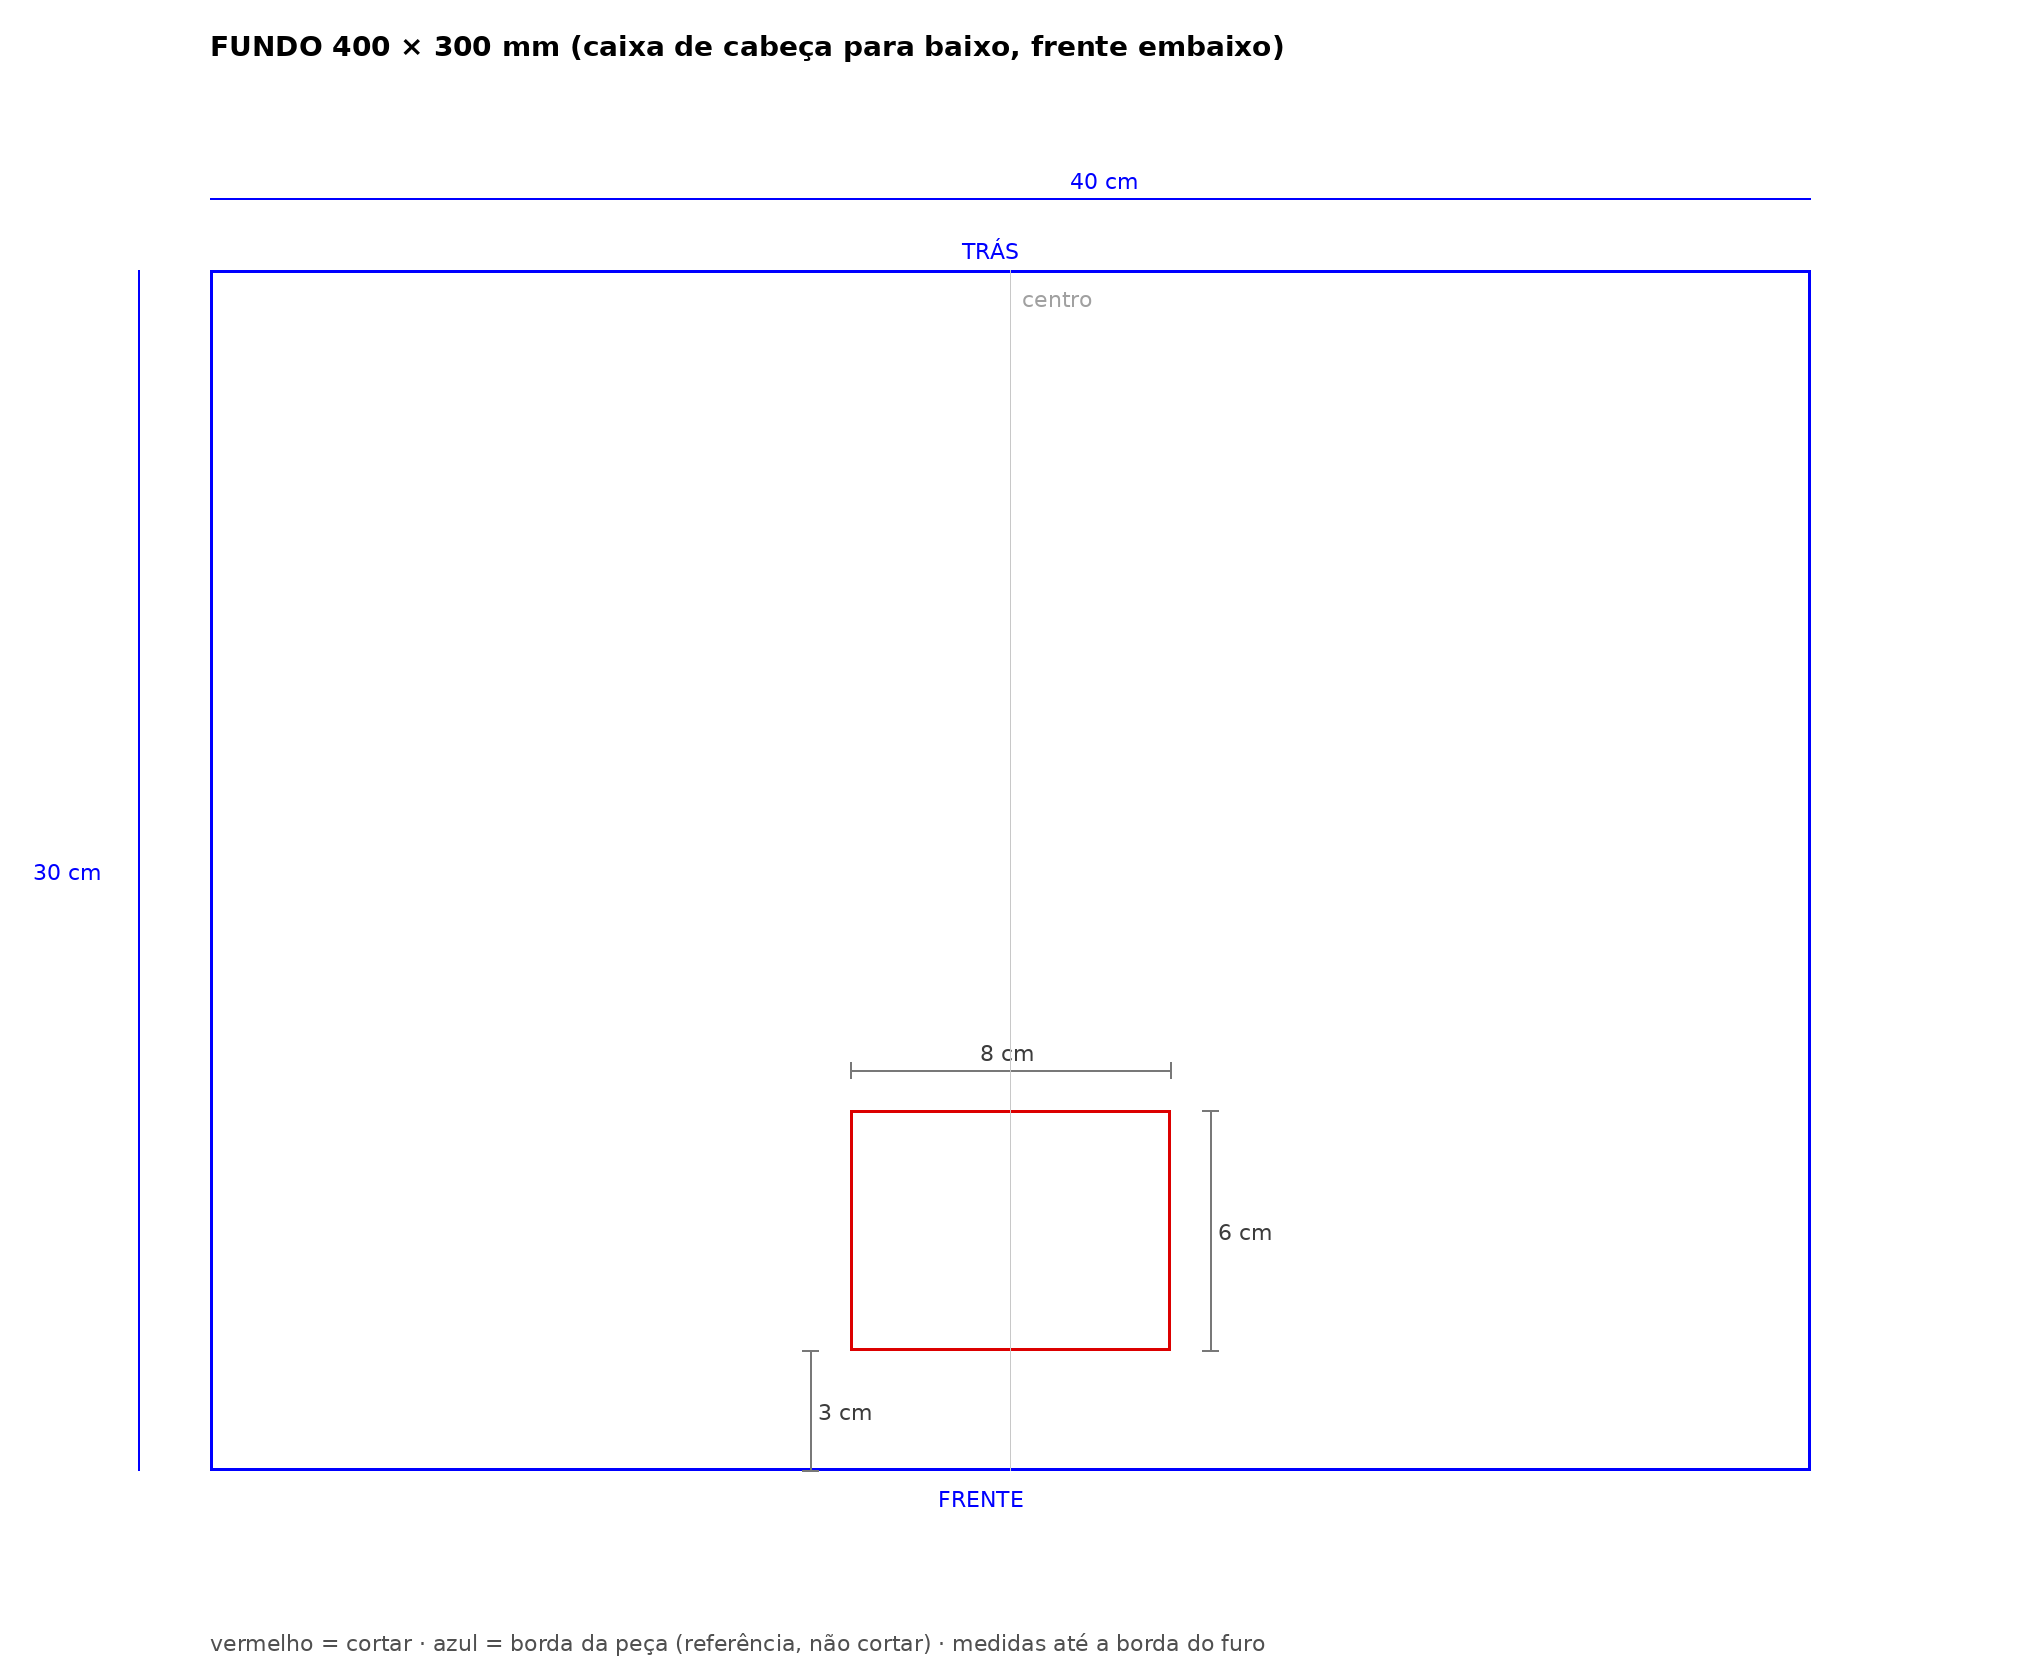 FUNDO 400 × 300 mm (caixa de cabeça para baixo, frente embaixo)
40 cm
TRÁS
centro
30 cm
8 cm
6 cm
3 cm
FRENTE
vermelho = cortar · azul = borda da peça (referência, não cortar) · medidas até a borda do furo